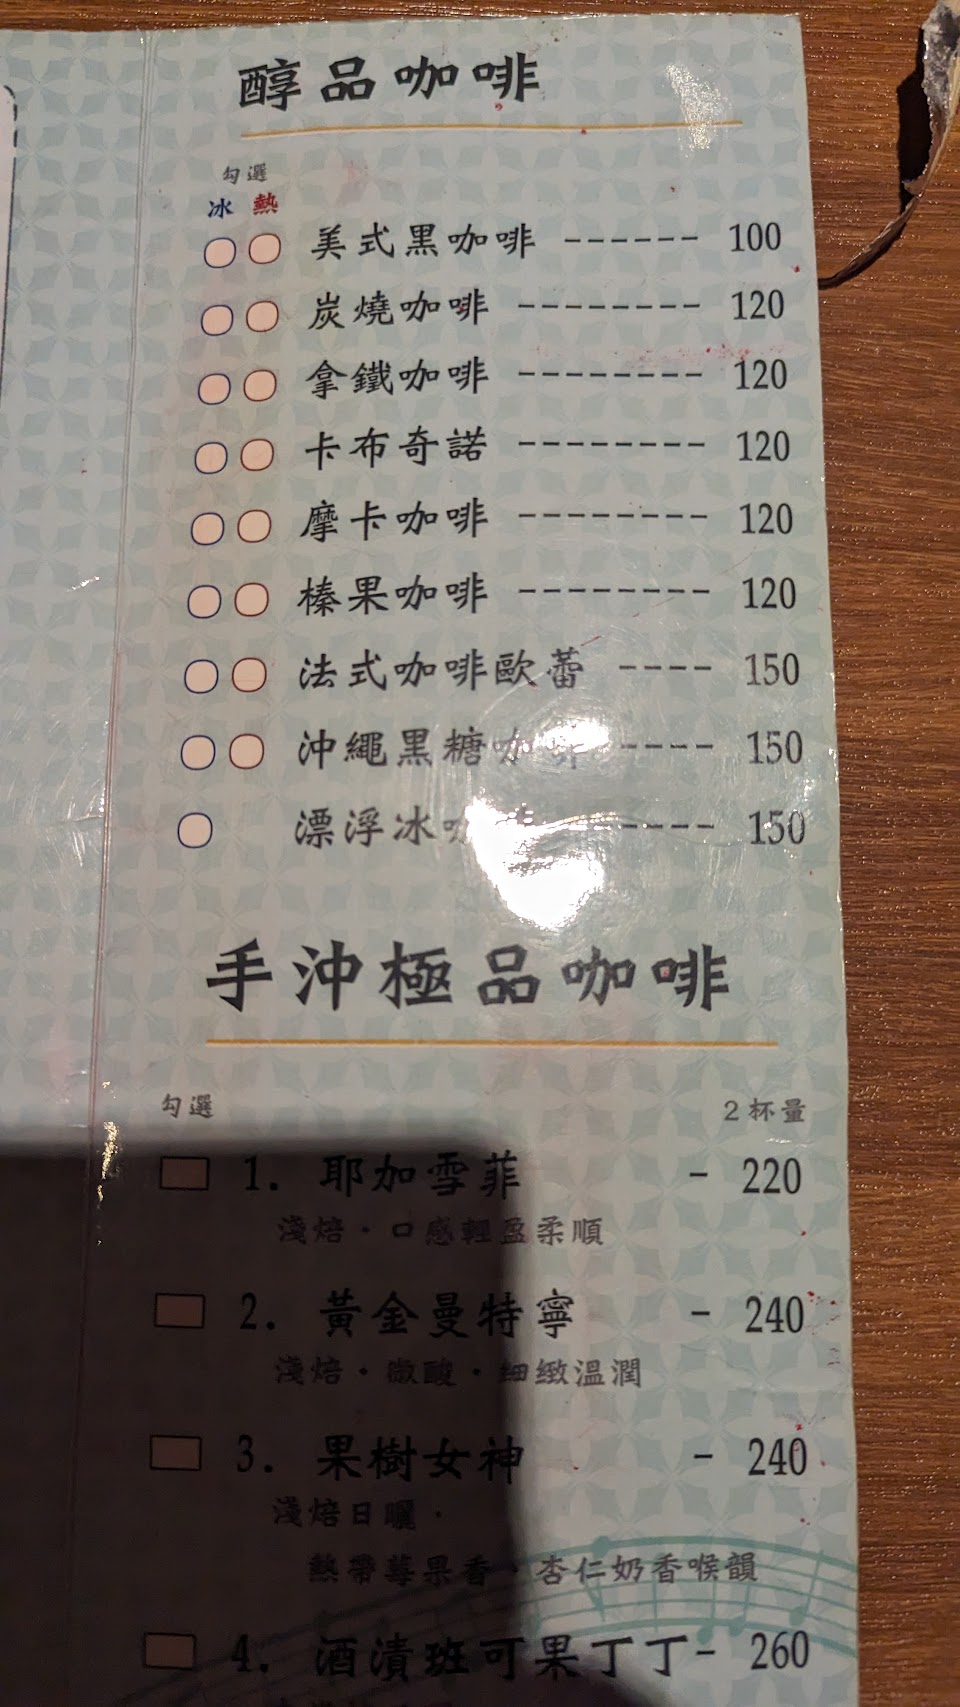 醇品咖啡
勾選
冰 熱
美式黑咖啡 ------ 100
炭燒咖啡 -------- 120
拿鐵咖啡 -------- 120
卡布奇諾 -------- 120
摩卡咖啡 -------- 120
榛果咖啡 -------- 120
法式咖啡歐蕾 ---- 150
沖繩黑糖咖啡 ---- 150
漂浮冰咖啡 ------ 150
手沖極品咖啡
勾選 2杯量
1. 耶加雪菲 - 220
淺焙・口感輕盈柔順
2. 黃金曼特寧 - 240
淺焙・微酸・細緻溫潤
3. 果樹女神 - 240
淺焙日曬・
熱帶莓果香、杏仁奶香喉韻
4. 酒漬班可果丁丁 - 260